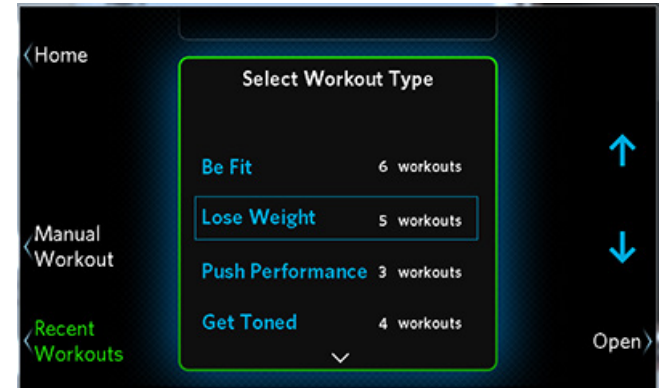 Home
Select Workout Type
Be Fit 6 workouts
Lose Weight 5 workouts
Manual
Workout
Push Performance 3 workouts
Get Toned 4 workouts
Recent
Workouts
Open